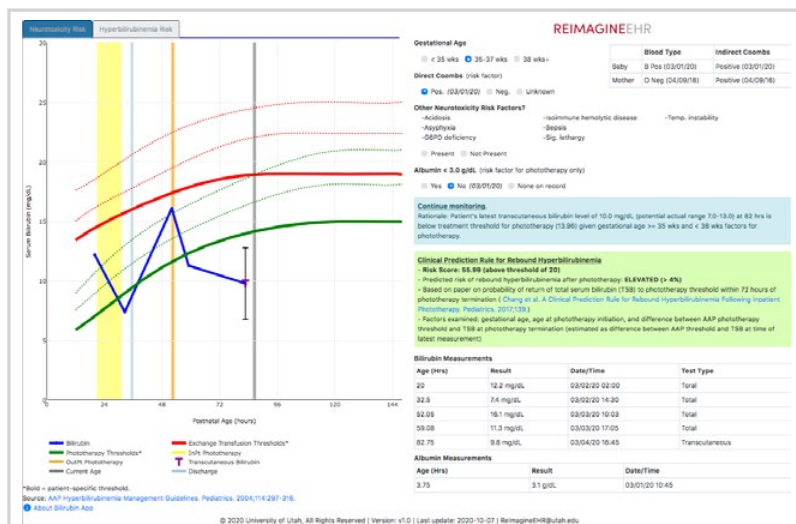 Neurotoxicity Risk
Hyperbilirubinemia Risk
REIMAGINEEHR
30
25
20
15
10
5
0
24
48
72
96
120
144
Serum Bilirubin (mg/dL)
Postnatal Age (hours)
Bilirubin
Exchange Transfusion Thresholds*
Phototherapy Thresholds*
InPt Phototherapy
OutPt Phototherapy
Transcutaneous Bilirubin
Current Age
Discharge
*Bold = patient-specific threshold.
Source: AAP Hyperbilirubinemia Management Guidelines. Pediatrics. 2004;114:297-316.
About Bilirubin App
Gestational Age
< 35 wks 35-37 wks 38 wks+
Direct Coombs (risk factor)
Pos. (03/01/20) Neg. Unknown
Blood Type Indirect Coombs
Baby B Pos (03/01/20) Positive (03/01/20)
Mother O Neg (04/09/16) Positive (04/09/16)
Other Neurotoxicity Risk Factors?
-Acidosis -Isoimmune hemolytic disease -Temp. instability
-Asphyxia -Sepsis
-G6PD deficiency -Sig. lethargy
Present Not Present
Albumin < 3.0 g/dL (risk factor for phototherapy only)
Yes No (03/01/20) None on record
Continue monitoring.
Rationale: Patient's latest transcutaneous bilirubin level of 10.0 mg/dL (potential actual range 7.0-13.0) at 82 hrs is
below treatment threshold for phototherapy (13.96) given gestational age >= 35 wks and < 38 wks factors for
phototherapy.
Clinical Prediction Rule for Rebound Hyperbilirubinemia
- Risk Score: 55.99 (above threshold of 20)
- Predicted risk of rebound hyperbilirubinemia after phototherapy: ELEVATED (> 4%)
- Based on paper on probability of return of total serum bilirubin (TSB) to phototherapy threshold within 72 hours of
phototherapy termination ( Chang et al. A Clinical Prediction Rule for Rebound Hyperbilirubinemia Following Inpatient
Phototherapy. Pediatrics. 2017;139.)
- Factors examined: gestational age, age at phototherapy initiation, and difference between AAP phototherapy
threshold and TSB at phototherapy termination (estimated as difference between AAP threshold and TSB at time of
latest measurement)
Bilirubin Measurements
Age (Hrs) Result Date/Time Test Type
20 12.2 mg/dL 03/02/20 02:00 Total
32.5 7.4 mg/dL 03/02/20 14:30 Total
52.05 16.1 mg/dL 03/03/20 10:03 Total
59.08 11.3 mg/dL 03/03/20 17:05 Total
82.75 9.8 mg/dL 03/04/20 16:45 Transcutaneous
Albumin Measurements
Age (Hrs) Result Date/Time
3.75 3.1 g/dL 03/01/20 10:45
© 2020 University of Utah, All Rights Reserved | Version: v1.0 | Last update: 2020-10-07 | ReimagineEHR@utah.edu